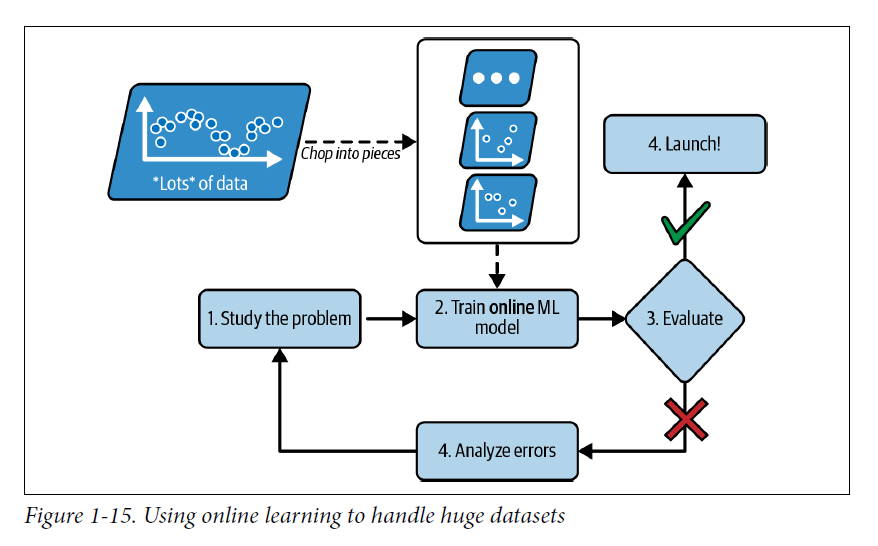 *Lots* of data
Chop into pieces
4. Launch!
1. Study the problem
2. Train online ML
model
3. Evaluate
4. Analyze errors
Figure 1-15. Using online learning to handle huge datasets